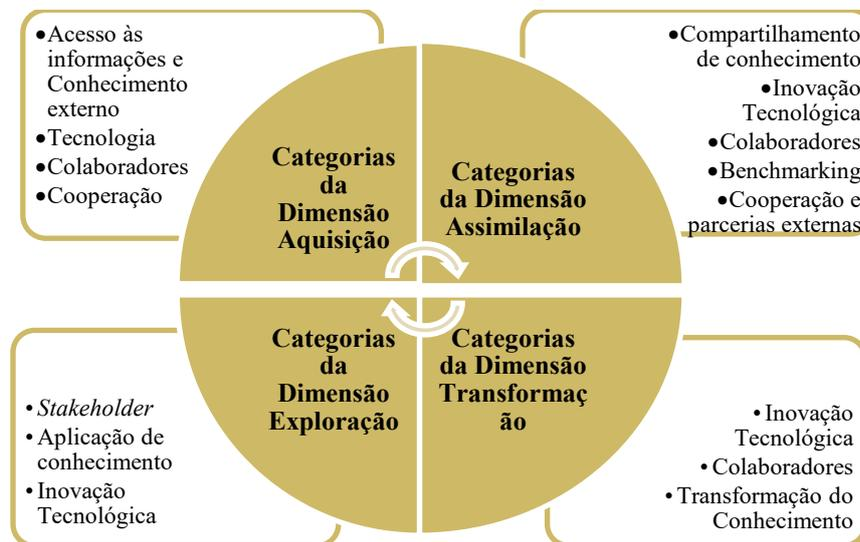 ●Acesso às
informações e
Conhecimento
externo
●Tecnologia
●Colaboradores
●Cooperação
●Compartilhamento
de conhecimento
●Inovação
Tecnológica
●Colaboradores
●Benchmarking
●Cooperação e
parcerias externas
Categorias
da
Dimensão
Aquisição
Categorias
da Dimensão
Assimilação
Categorias
da
Dimensão
Exploração
Categorias
da Dimensão
Transformaç
ão
• Stakeholder
• Aplicação de
conhecimento
• Inovação
Tecnológica
• Inovação
Tecnológica
• Colaboradores
• Transformação do
Conhecimento